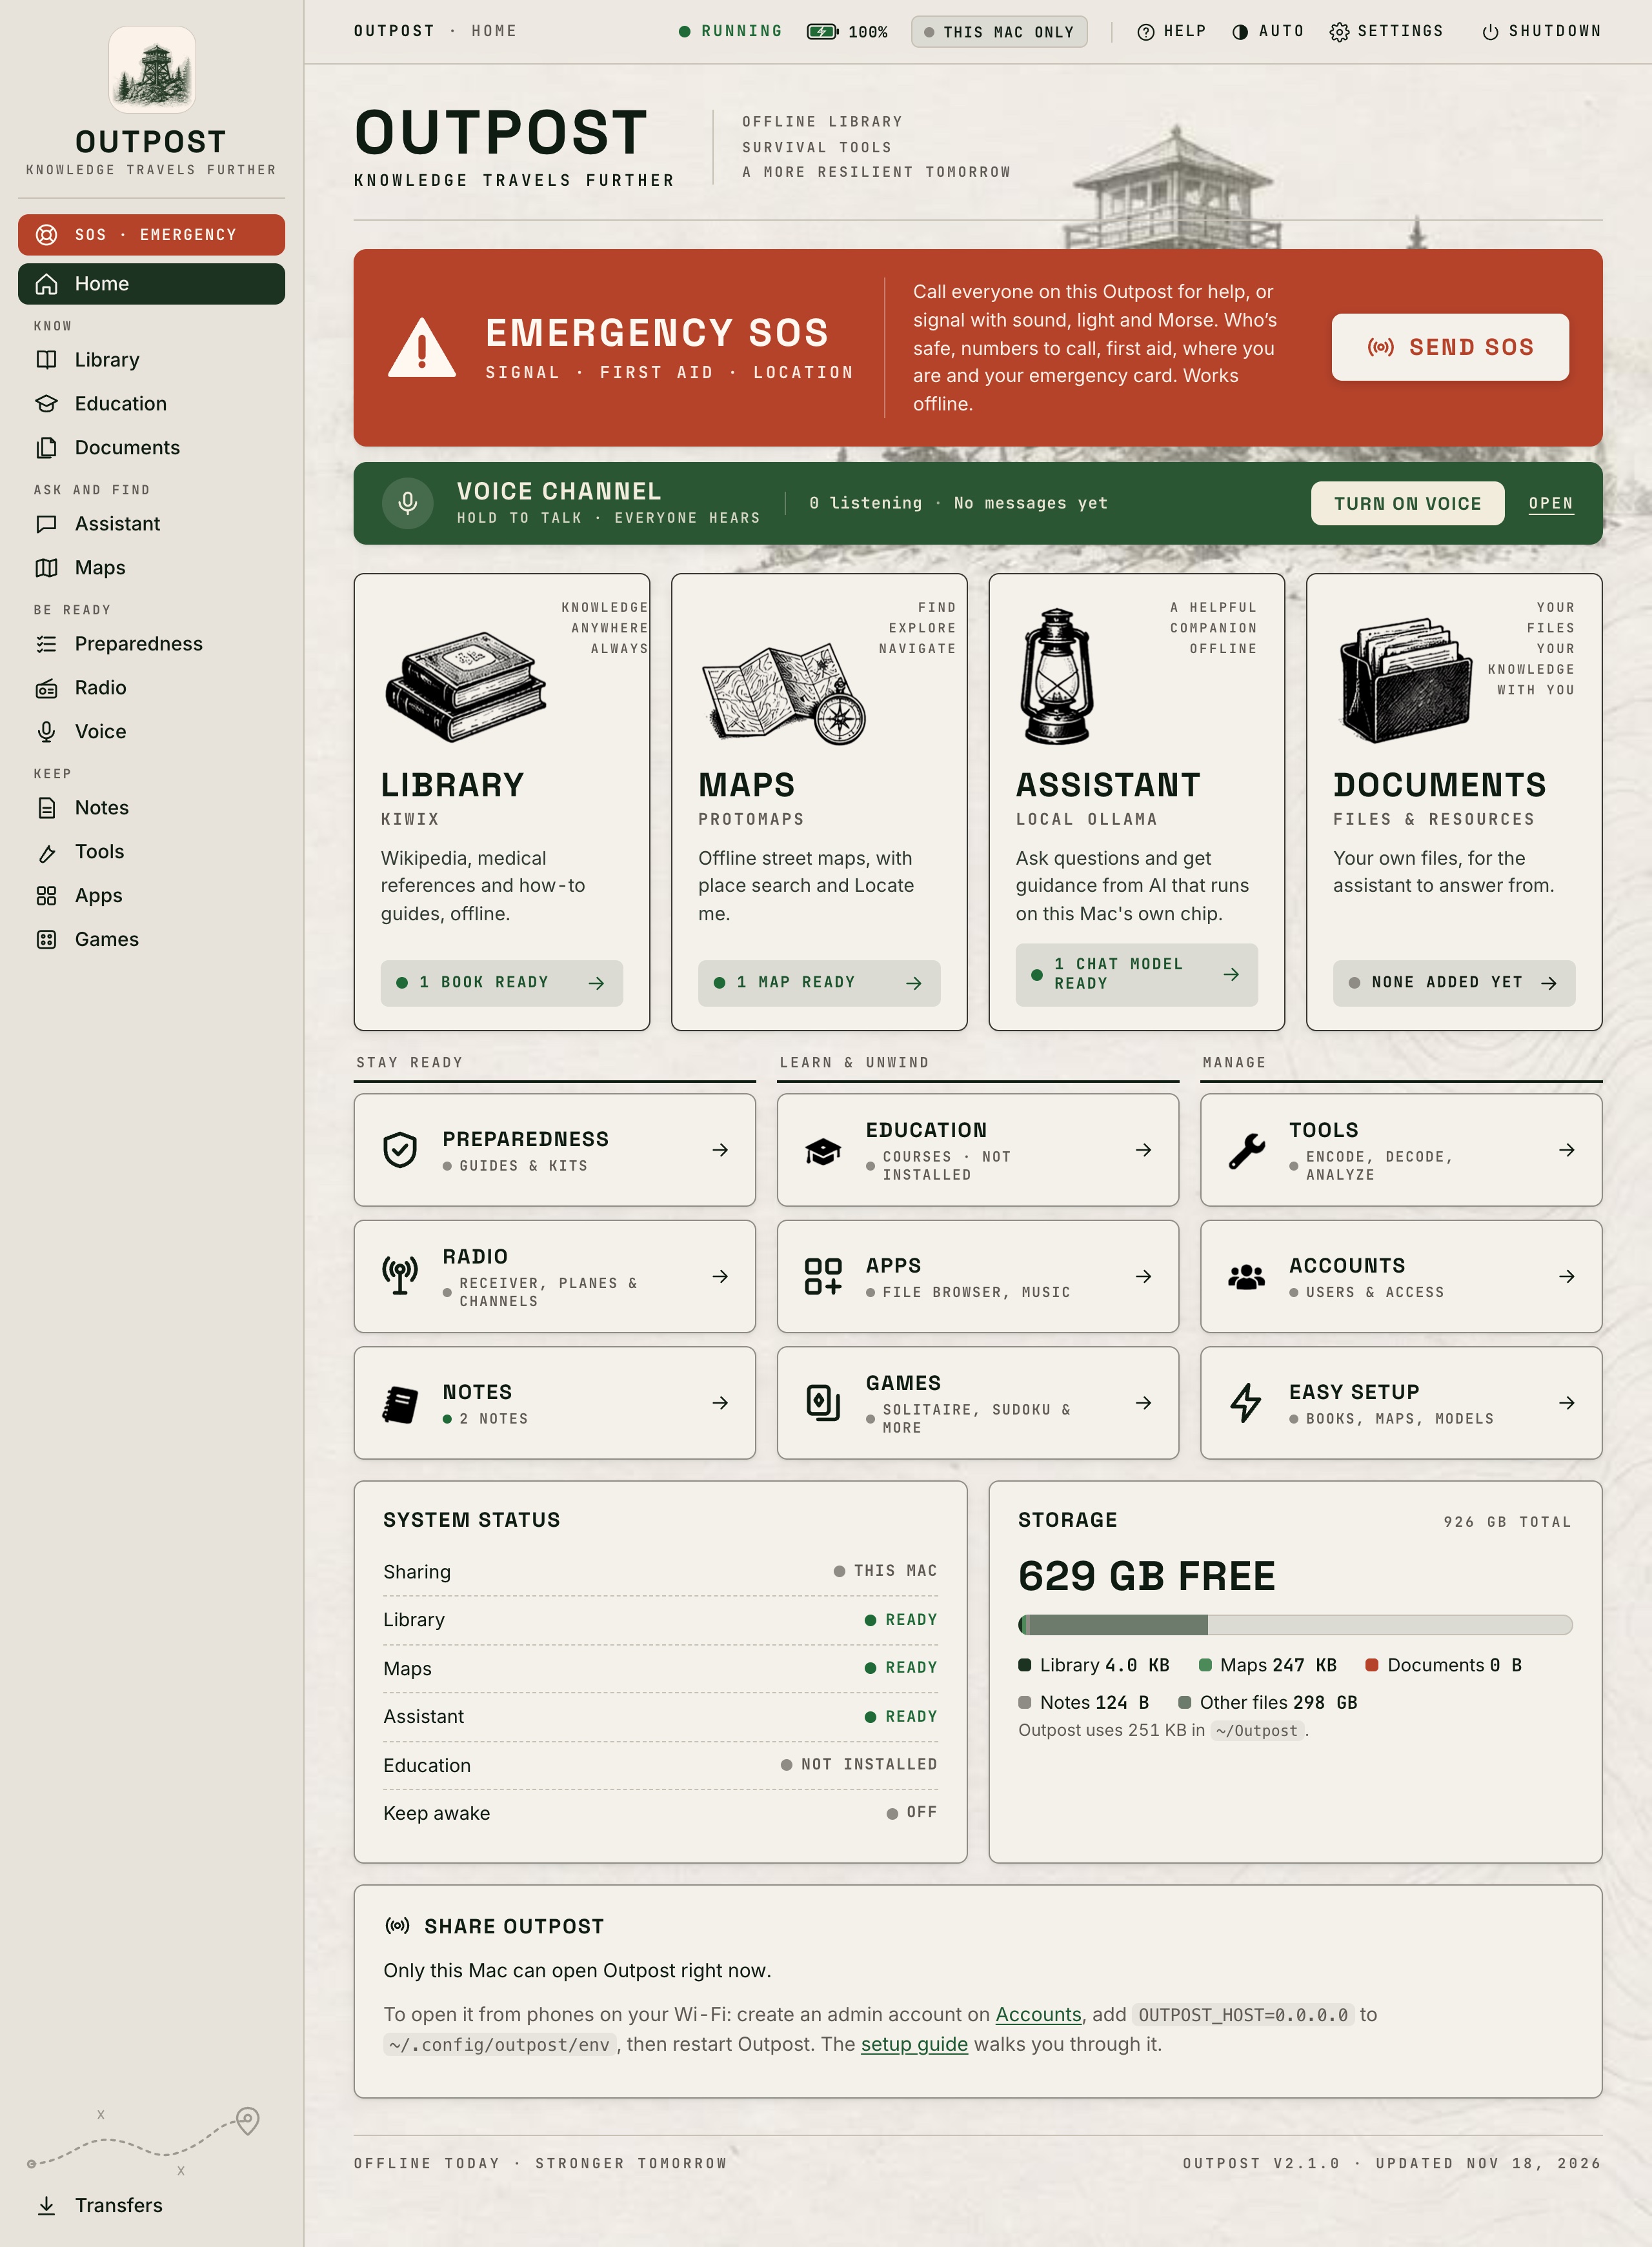 OUTPOST
KNOWLEDGE TRAVELS FURTHER
SOS · EMERGENCY
Home
KNOW
Library
Education
Documents
ASK AND FIND
Assistant
Maps
BE READY
Preparedness
Radio
Voice
KEEP
Notes
Tools
Apps
Games
X
X
Transfers
OUTPOST · HOME
RUNNING
100%
THIS MAC ONLY
HELP
AUTO
SETTINGS
SHUTDOWN
OUTPOST
KNOWLEDGE TRAVELS FURTHER
OFFLINE LIBRARY
SURVIVAL TOOLS
A MORE RESILIENT TOMORROW
EMERGENCY SOS
SIGNAL · FIRST AID · LOCATION
Call everyone on this Outpost for help, or
signal with sound, light and Morse. Who’s
safe, numbers to call, first aid, where you
are and your emergency card. Works
offline.
SEND SOS
VOICE CHANNEL
HOLD TO TALK · EVERYONE HEARS
0 listening · No messages yet
TURN ON VOICE
OPEN
KNOWLEDGE
ANYWHERE
ALWAYS
LIBRARY
KIWIX
Wikipedia, medical
references and how-to
guides, offline.
1 BOOK READY
FIND
EXPLORE
NAVIGATE
MAPS
PROTOMAPS
Offline street maps, with
place search and Locate
me.
1 MAP READY
A HELPFUL
COMPANION
OFFLINE
ASSISTANT
LOCAL OLLAMA
Ask questions and get
guidance from AI that runs
on this Mac's own chip.
1 CHAT MODEL
READY
YOUR
FILES
YOUR
KNOWLEDGE
WITH YOU
DOCUMENTS
FILES & RESOURCES
Your own files, for the
assistant to answer from.
NONE ADDED YET
STAY READY
PREPAREDNESS
GUIDES & KITS
RADIO
RECEIVER, PLANES &
CHANNELS
NOTES
2 NOTES
LEARN & UNWIND
EDUCATION
COURSES · NOT
INSTALLED
APPS
FILE BROWSER, MUSIC
GAMES
SOLITAIRE, SUDOKU &
MORE
MANAGE
TOOLS
ENCODE, DECODE,
ANALYZE
ACCOUNTS
USERS & ACCESS
EASY SETUP
BOOKS, MAPS, MODELS
SYSTEM STATUS
Sharing THIS MAC
Library READY
Maps READY
Assistant READY
Education NOT INSTALLED
Keep awake OFF
STORAGE
926 GB TOTAL
629 GB FREE
Library 4.0 KB Maps 247 KB Documents 0 B
Notes 124 B Other files 298 GB
Outpost uses 251 KB in ~/Outpost.
SHARE OUTPOST
Only this Mac can open Outpost right now.
To open it from phones on your Wi-Fi: create an admin account on Accounts, add OUTPOST_HOST=0.0.0.0 to
~/.config/outpost/env, then restart Outpost. The setup guide walks you through it.
OFFLINE TODAY · STRONGER TOMORROW
OUTPOST V2.1.0 · UPDATED NOV 18, 2026